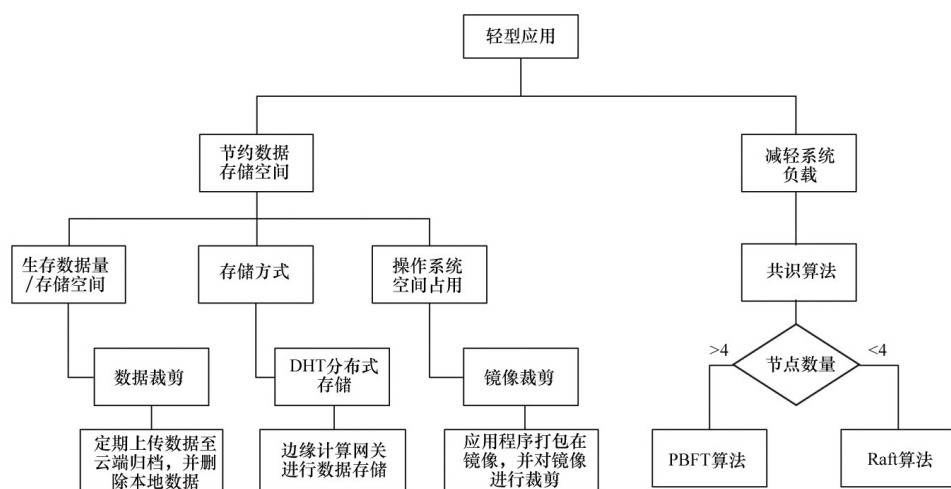 轻型应用
节约数据
存储空间
减轻系统
负载
生存数据量
/存储空间
存储方式
操作系统
空间占用
共识算法
>4
节点数量
<4
数据裁剪
DHT分布式
存储
镜像裁剪
定期上传数据至
云端归档，并删
除本地数据
边缘计算网关
进行数据存储
应用程序打包在
镜像，并对镜像
进行裁剪
PBFT算法
Raft算法